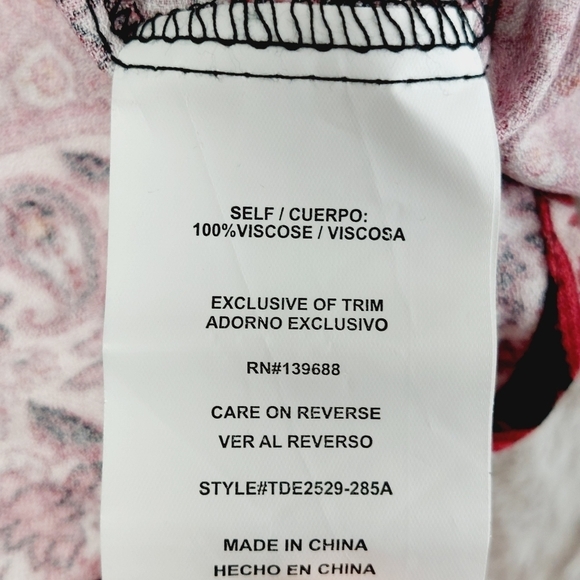 SELF / CUERPO:
100%VISCOSE / VISCOSA
EXCLUSIVE OF TRIM
ADORNO EXCLUSIVO
RN#139688
CARE ON REVERSE
VER AL REVERSO
STYLE#TDE2529-285A
MADE IN CHINA
HECHO EN CHINA